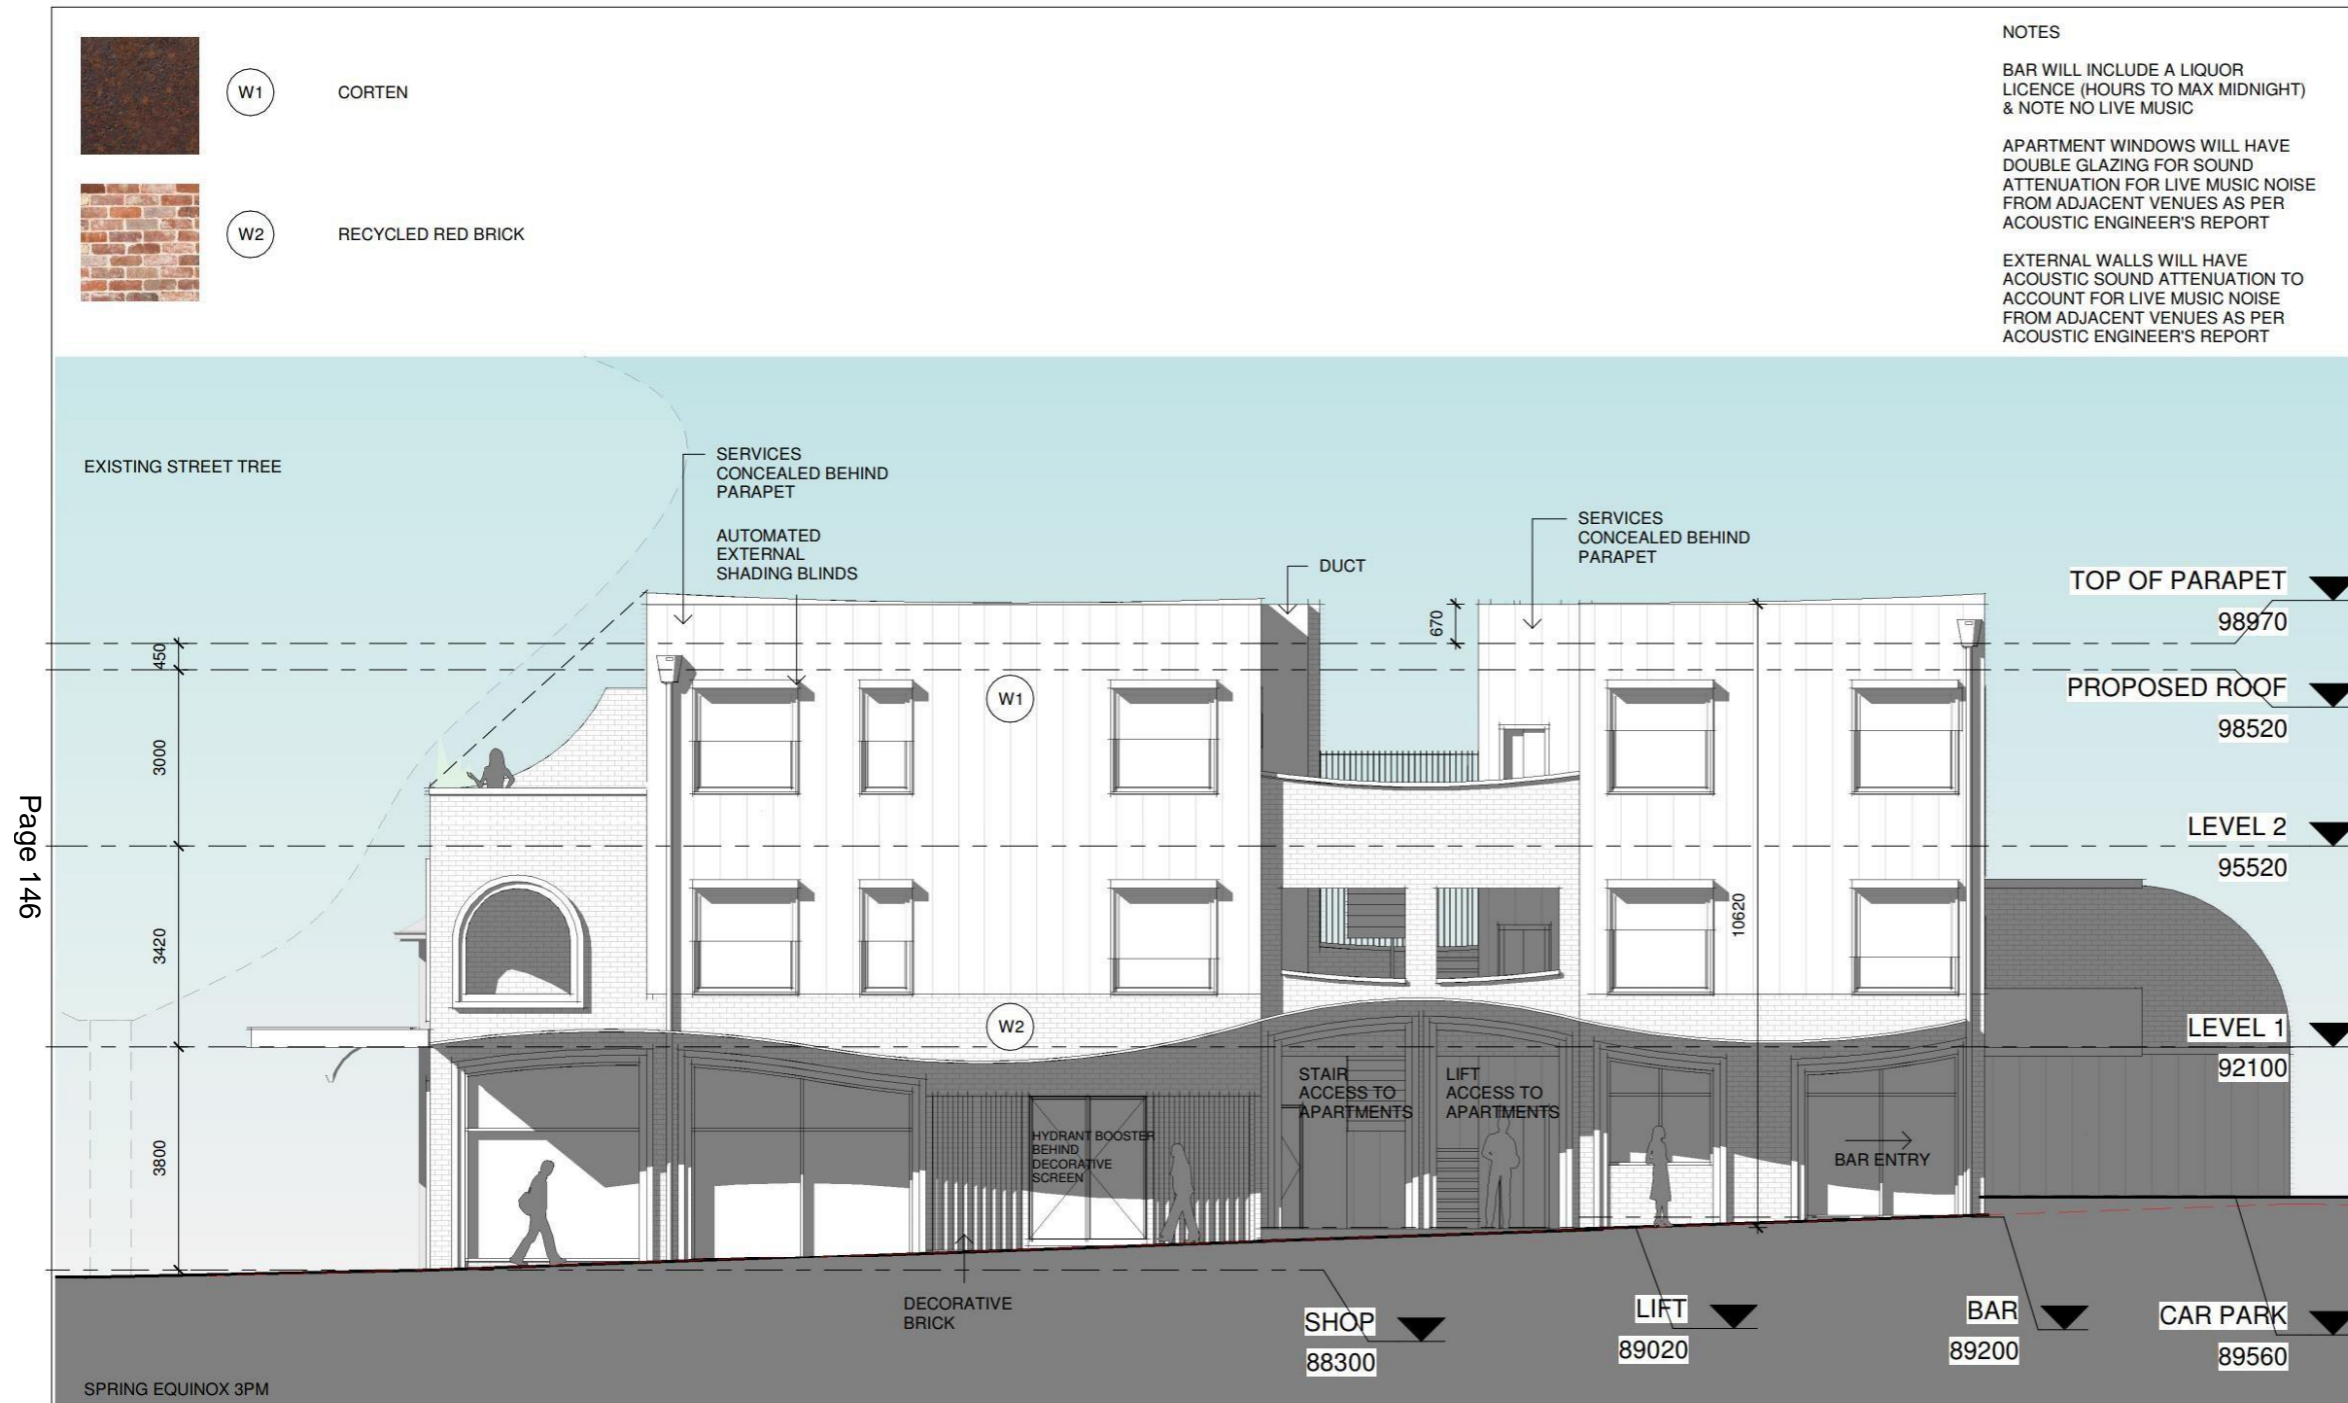 W1
CORTEN
W2
RECYCLED RED BRICK
NOTES
BAR WILL INCLUDE A LIQUOR
LICENCE (HOURS TO MAX MIDNIGHT)
& NOTE NO LIVE MUSIC
APARTMENT WINDOWS WILL HAVE
DOUBLE GLAZING FOR SOUND
ATTENUATION FOR LIVE MUSIC NOISE
FROM ADJACENT VENUES AS PER
ACOUSTIC ENGINEER'S REPORT
EXTERNAL WALLS WILL HAVE
ACOUSTIC SOUND ATTENUATION TO
ACCOUNT FOR LIVE MUSIC NOISE
FROM ADJACENT VENUES AS PER
ACOUSTIC ENGINEER'S REPORT
EXISTING STREET TREE
SERVICES
CONCEALED BEHIND
PARAPET
AUTOMATED
EXTERNAL
SHADING BLINDS
DUCT
SERVICES
CONCEALED BEHIND
PARAPET
TOP OF PARAPET
98970
PROPOSED ROOF
98520
LEVEL 2
95520
LEVEL 1
92100
450
3000
3420
3800
670
10620
W1
W2
STAIR
ACCESS TO
APARTMENTS
LIFT
ACCESS TO
APARTMENTS
HYDRANT BOOSTER
BEHIND
DECORATIVE
SCREEN
BAR ENTRY
DECORATIVE
BRICK
SHOP
88300
LIFT
89020
BAR
89200
CAR PARK
89560
SPRING EQUINOX 3PM
Page 146